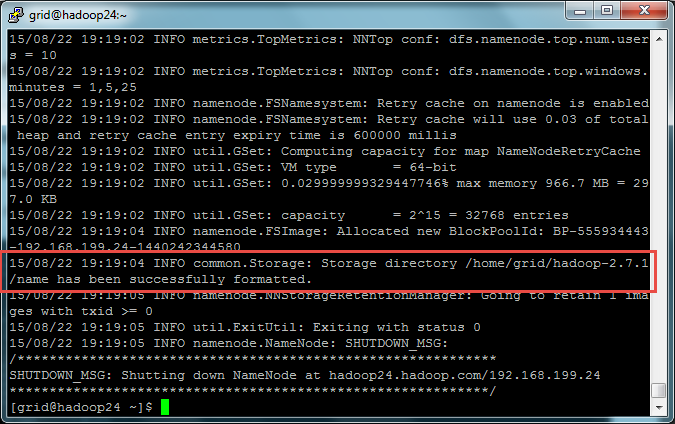 grid@hadoop24:~
15/08/22 19:19:02 INFO metrics.TopMetrics: NNTop conf: dfs.namenode.top.num.user
s = 10
15/08/22 19:19:02 INFO metrics.TopMetrics: NNTop conf: dfs.namenode.top.windows.
minutes = 1,5,25
15/08/22 19:19:02 INFO namenode.FSNamesystem: Retry cache on namenode is enabled
15/08/22 19:19:02 INFO namenode.FSNamesystem: Retry cache will use 0.03 of total
heap and retry cache entry expiry time is 600000 millis
15/08/22 19:19:02 INFO util.GSet: Computing capacity for map NameNodeRetryCache
15/08/22 19:19:02 INFO util.GSet: VM type       = 64-bit
15/08/22 19:19:02 INFO util.GSet: 0.029999999329447746% max memory 966.7 MB = 29
7.0 KB
15/08/22 19:19:02 INFO util.GSet: capacity      = 2^15 = 32768 entries
15/08/22 19:19:04 INFO namenode.FSImage: Allocated new BlockPoolId: BP-555934443
-192.168.199.24-1440242344580
15/08/22 19:19:04 INFO common.Storage: Storage directory /home/grid/hadoop-2.7.1
/name has been successfully formatted.
15/08/22 19:19:05 INFO namenode.NNStorageRetentionManager: Going to retain 1 ima
ges with txid >= 0
15/08/22 19:19:05 INFO util.ExitUtil: Exiting with status 0
15/08/22 19:19:05 INFO namenode.NameNode: SHUTDOWN_MSG:
/************************************************************
SHUTDOWN_MSG: Shutting down NameNode at hadoop24.hadoop.com/192.168.199.24
************************************************************/
[grid@hadoop24 ~]$